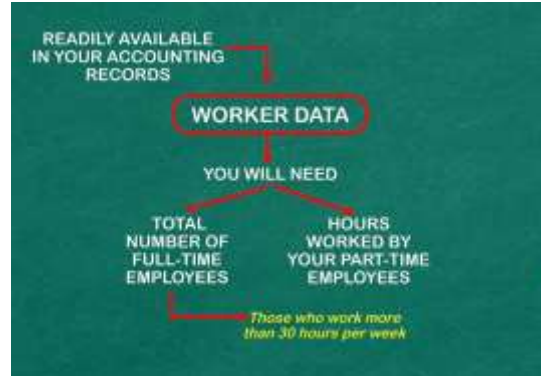 READILY AVAILABLE
IN YOUR ACCOUNTING
RECORDS
WORKER DATA
YOU WILL NEED
TOTAL
NUMBER OF
FULL-TIME
EMPLOYEES
HOURS
WORKED BY
YOUR PART-TIME
EMPLOYEES
Those who work more
than 30 hours per week